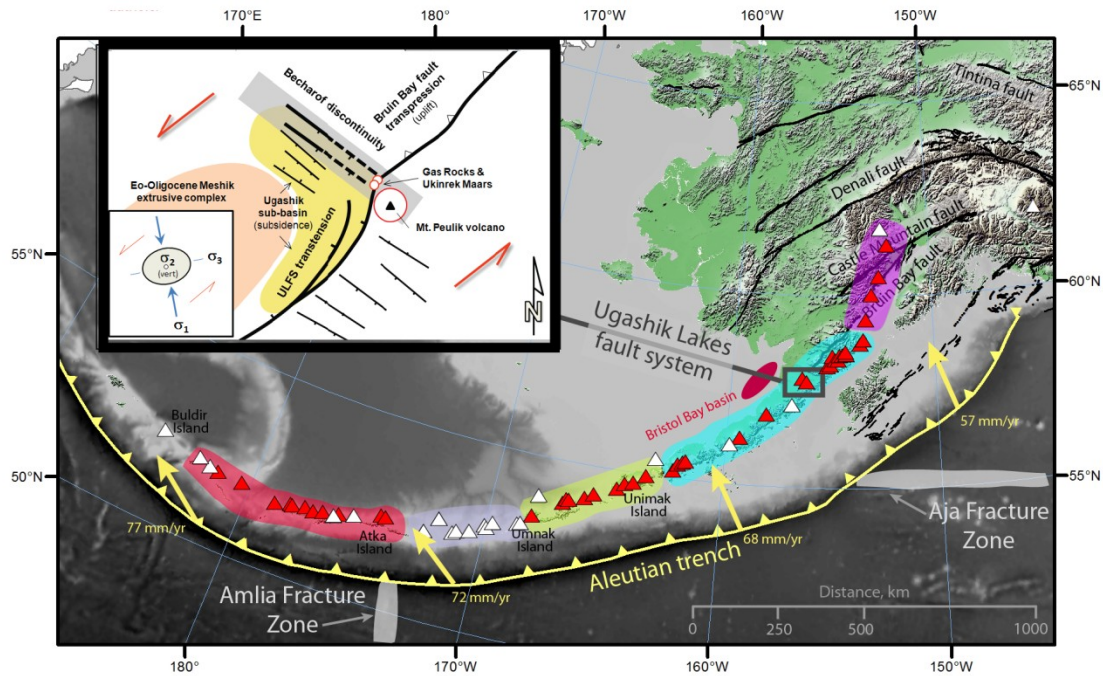 170°E
180°
170°W
160°W
150°W
65°N
60°N
55°N
55°N
50°N
180°
170°W
160°W
150°W
Becharof discontinuity
Bruin Bay fault
transpression
(uplift)
Gas Rocks &
Ukinrek Maars
Mt. Peulik volcano
Eo-Oligocene Meshik
extrusive complex
Ugashik
sub-basin
(subsidence)
ULFS transtension
σ2
(vert)
σ3
σ1
N
Tintina fault
Denali fault
Castle Mountain fault
Bruin Bay fault
Ugashik Lakes
fault system
Bristol Bay basin
Buldir
Island
Atka
Island
Umnak
Island
Unimak
Island
77 mm/yr
72 mm/yr
68 mm/yr
57 mm/yr
Aleutian trench
Amlia Fracture
Zone
Aja Fracture
Zone
Distance, km
0
250
500
1000